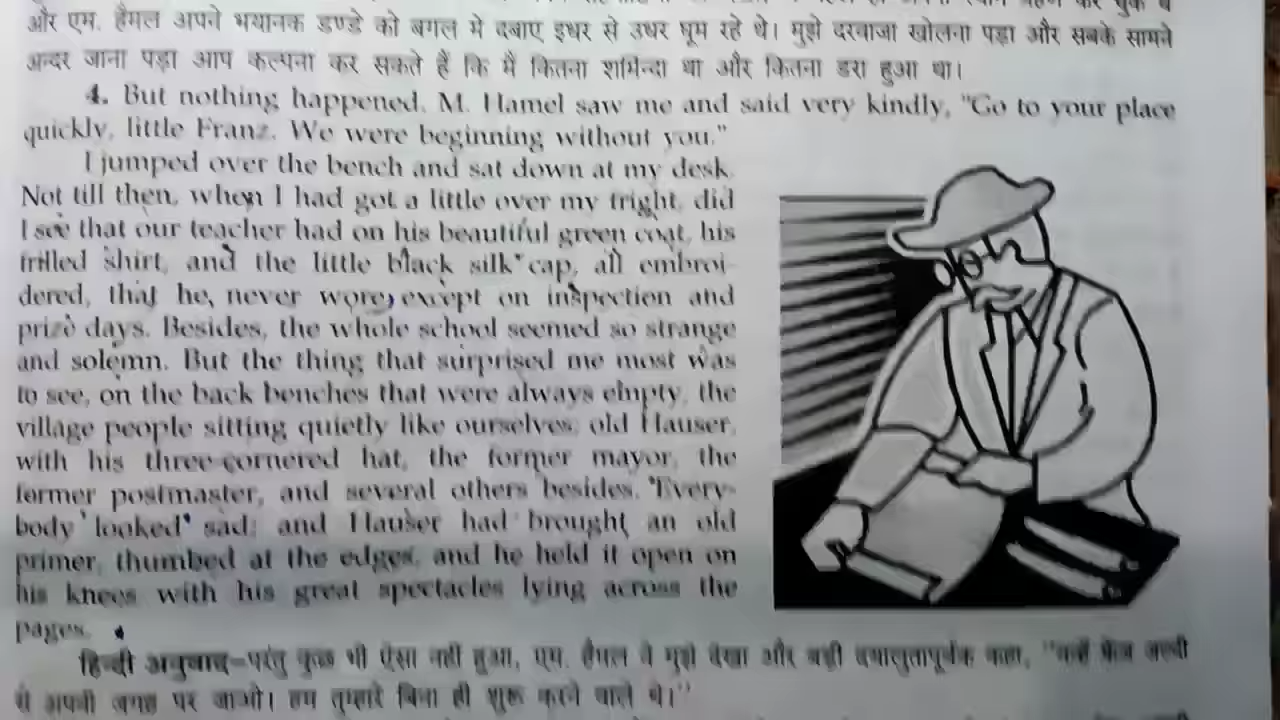 और एम. हैमल अपने भयानक डण्डे को बगल मे दबाए इधर से उधर घूम रहे थे। मुझे दरवाजा खोलना पड़ा और सबके सामने
अन्दर जाना पड़ा आप कल्पना कर सकते हैं कि मैं कितना शर्मिन्दा था और कितना डरा हुआ था।
4. But nothing happened. M. Hamel saw me and said very kindly, "Go to your place
quickly, little Franz. We were beginning without you."
I jumped over the bench and sat down at my desk.
Not till then, when I had got a little over my fright, did
I see that our teacher had on his beautiful green coat, his
frilled shirt, and the little black silk cap, all embroi-
dered, that he never wore except on inspection and
prize days. Besides, the whole school seemed so strange
and solemn. But the thing that surprised me most was
to see, on the back benches that were always empty, the
village people sitting quietly like ourselves; old Hauser,
with his three-cornered hat, the former mayor, the
former postmaster, and several others besides. Every-
body looked sad; and Hauser had brought an old
primer, thumbed at the edges, and he held it open on
his knees with his great spectacles lying across the
pages.
हिन्दी अनुवाद–परंतु कुछ भी ऐसा नहीं हुआ, एम. हैमल ने मुझे देखा और बड़ी दयालुतापूर्वक कहा, "नन्हें फ्रेंज जल्दी
से अपनी जगह पर जाओ। हम तुम्हारे बिना ही शुरू करने वाले थे।"